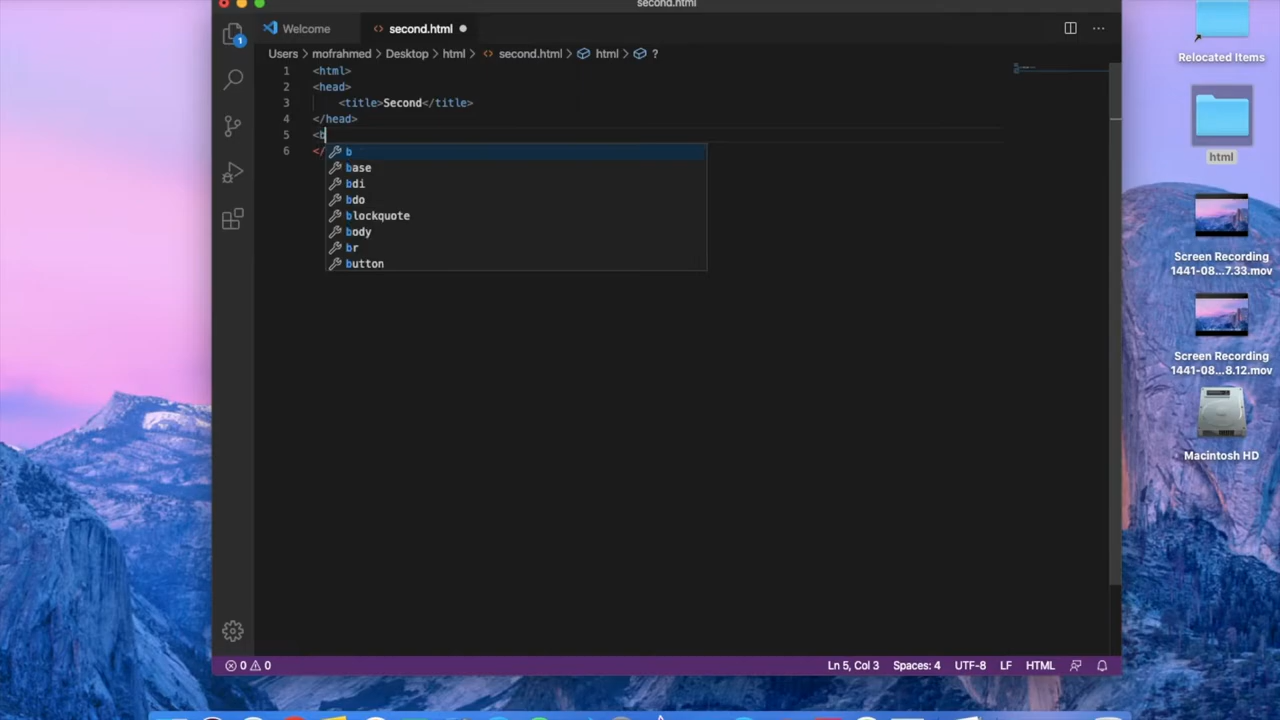 second.html
Welcome
second.html
1
Users
mofrahmed
Desktop
html
second.html
html
?
1 <html>
2 <head>
3 <title>Second</title>
4 </head>
5 <b
6 </
b
base
bdi
bdo
blockquote
body
br
button
0 0
Ln 5, Col 3
Spaces: 4
UTF-8
LF
HTML
Relocated Items
html
Screen Recording
1441-08...7.33.mov
Screen Recording
1441-08...8.12.mov
Macintosh HD